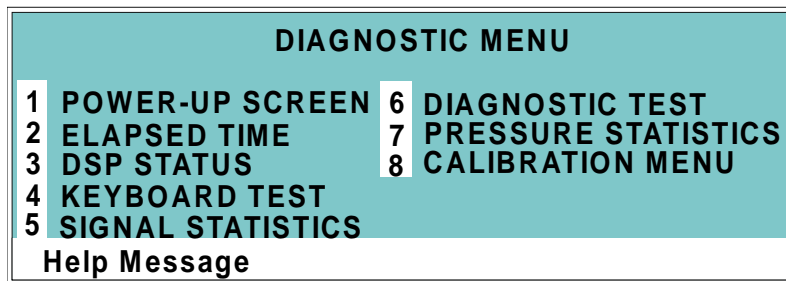 DIAGNOSTIC MENU
1 POWER-UP SCREEN
2 ELAPSED TIME
3 DSP STATUS
4 KEYBOARD TEST
5 SIGNAL STATISTICS
6 DIAGNOSTIC TEST
7 PRESSURE STATISTICS
8 CALIBRATION MENU
Help Message